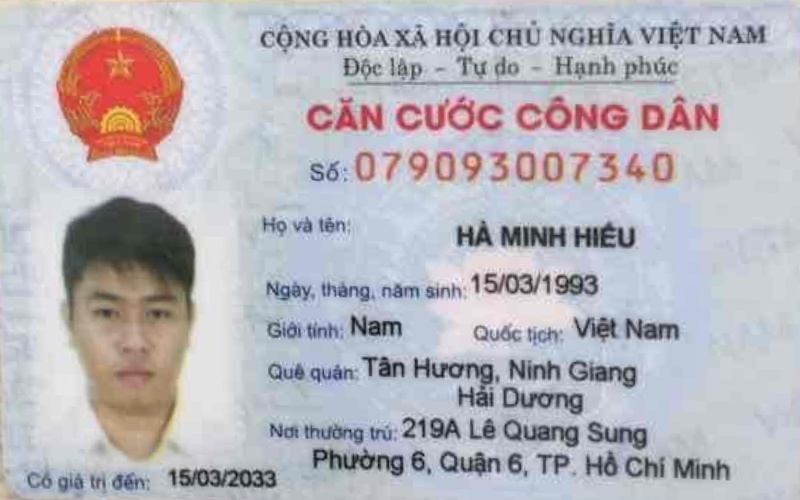 CỘNG HÒA XÃ HỘI CHỦ NGHĨA VIỆT NAM
Độc lập - Tự do - Hạnh phúc
CĂN CƯỚC CÔNG DÂN
Số: 079093007340
Họ và tên: HÀ MINH HIẾU
Ngày, tháng, năm sinh: 15/03/1993
Giới tính: Nam Quốc tịch: Việt Nam
Quê quán: Tân Hương, Ninh Giang
Hải Dương
Nơi thường trú: 219A Lê Quang Sung
Phường 6, Quận 6, TP. Hồ Chí Minh
Có giá trị đến: 15/03/2033